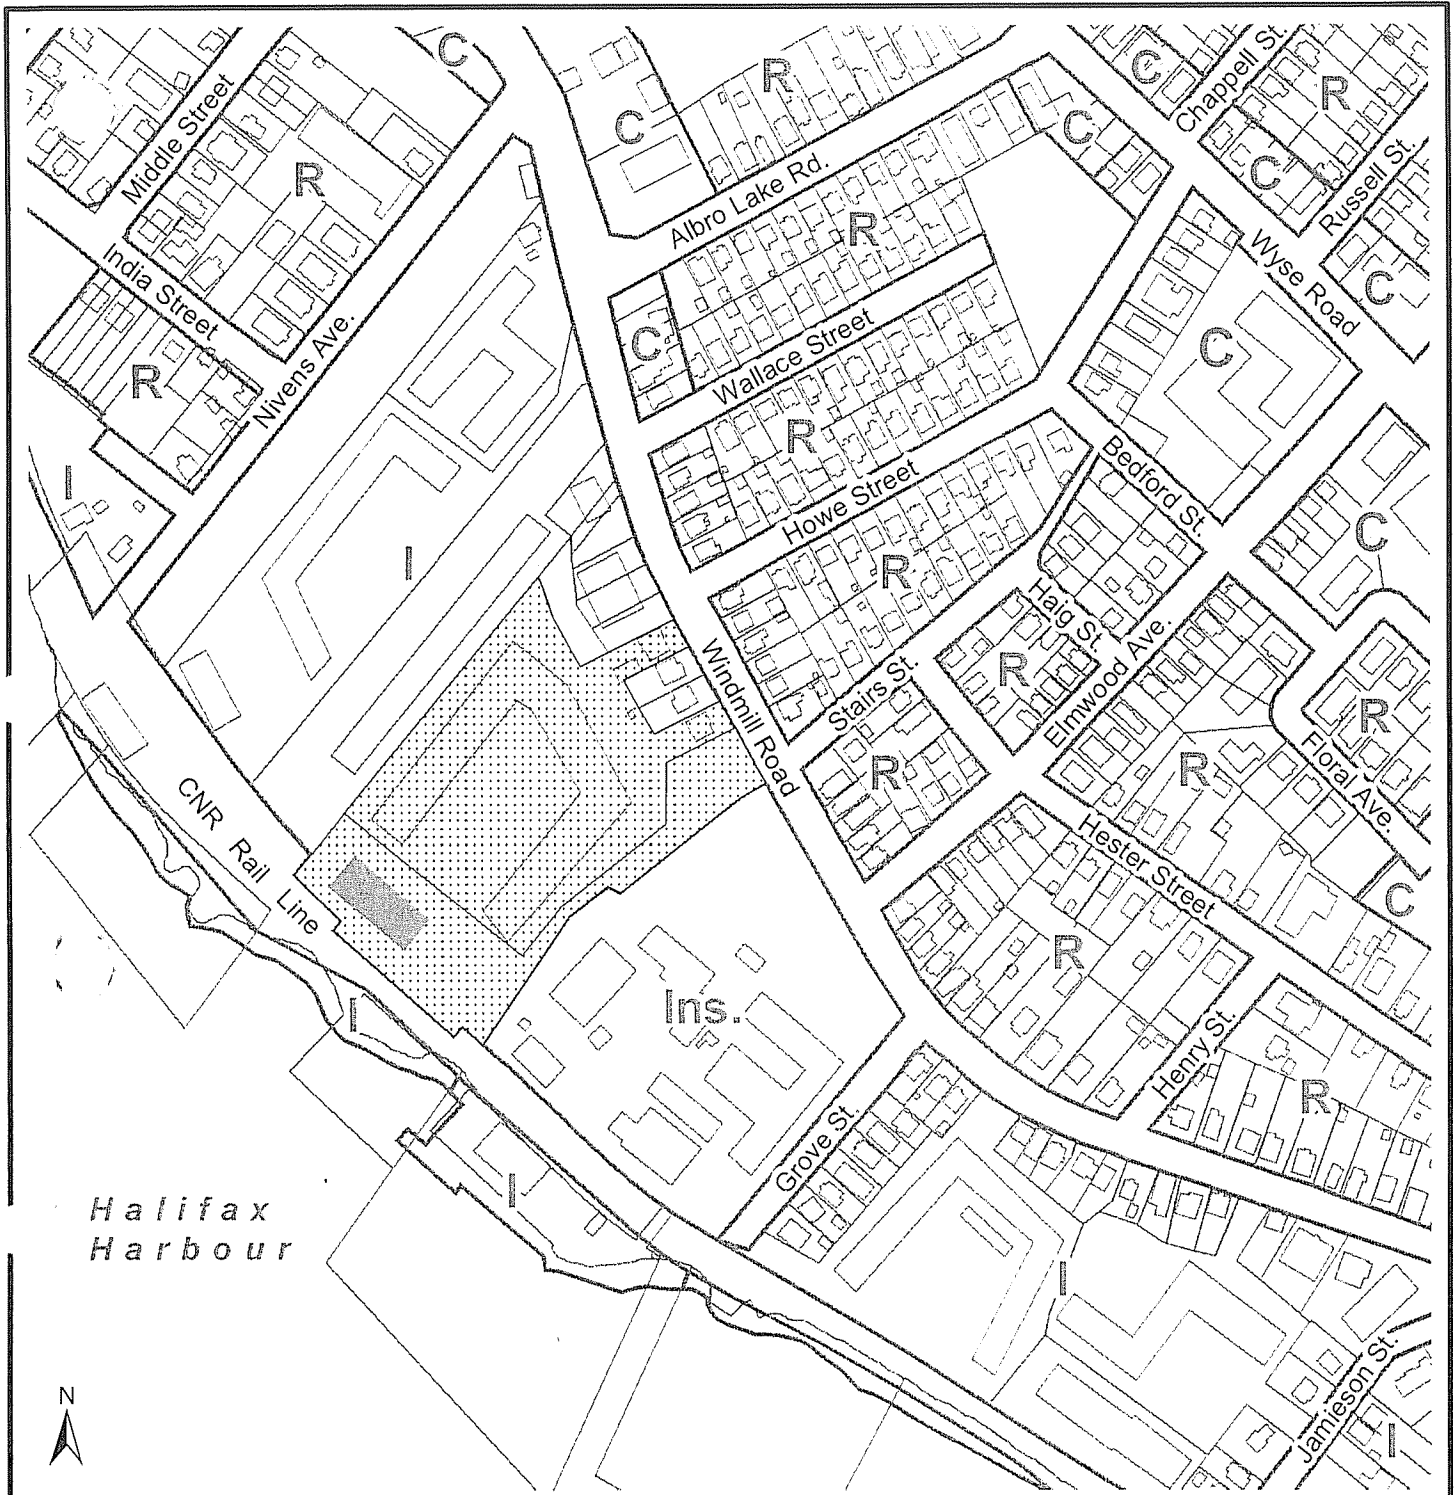 C
R
C
Chappell St.
R
Middle Street
C
C
R
C
Russell St.
Albro Lake Rd.
R
Wyse Road
India Street
C
C
C
Wallace Street
Nivens Ave.
R
R
Bedford St.
I
Howe Street
C
I
R
Haig St.
Windmill Road
Stairs St.
R
Elmwood Ave.
R
Floral Ave.
R
R
CNR Rail Line
Hester Street
C
R
Ins.
I
Henry St.
R
Grove St.
I
Halifax
Harbour
I
Jamieson St.
I
N